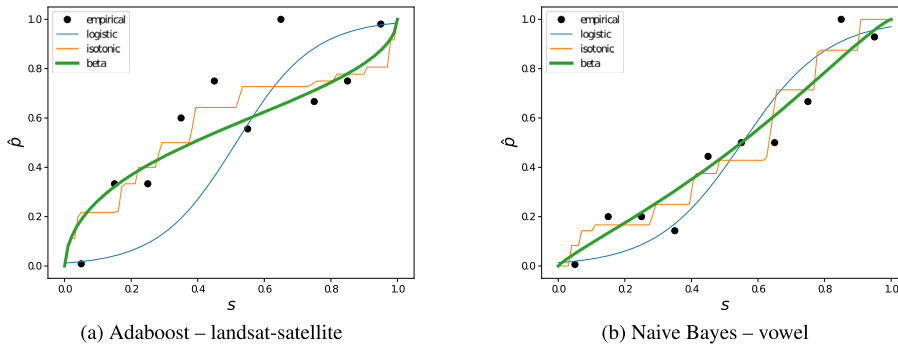 1.0
0.8
0.6
0.4
0.2
0.0
p̂
0.0 0.2 0.4 0.6 0.8 1.0
s
empirical
logistic
isotonic
beta
(a) Adaboost – landsat-satellite
1.0
0.8
0.6
0.4
0.2
0.0
p̂
0.0 0.2 0.4 0.6 0.8 1.0
s
empirical
logistic
isotonic
beta
(b) Naive Bayes – vowel